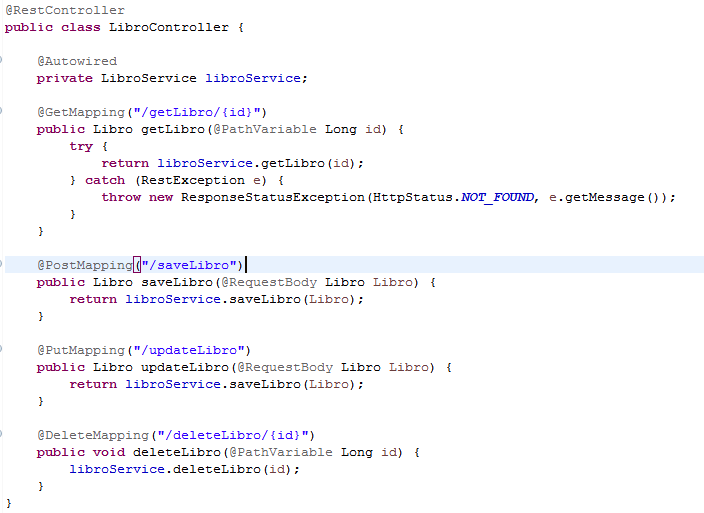 @RestController
public class LibroController {
@Autowired
private LibroService libroService;
@GetMapping("/getLibro/{id}")
public Libro getLibro(@PathVariable Long id) {
try {
return libroService.getLibro(id);
} catch (RestException e) {
throw new ResponseStatusException(HttpStatus.NOT_FOUND, e.getMessage());
}
}
@PostMapping("/saveLibro")
public Libro saveLibro(@RequestBody Libro Libro) {
return libroService.saveLibro(Libro);
}
@PutMapping("/updateLibro")
public Libro updateLibro(@RequestBody Libro Libro) {
return libroService.saveLibro(Libro);
}
@DeleteMapping("/deleteLibro/{id}")
public void deleteLibro(@PathVariable Long id) {
libroService.deleteLibro(id);
}
}